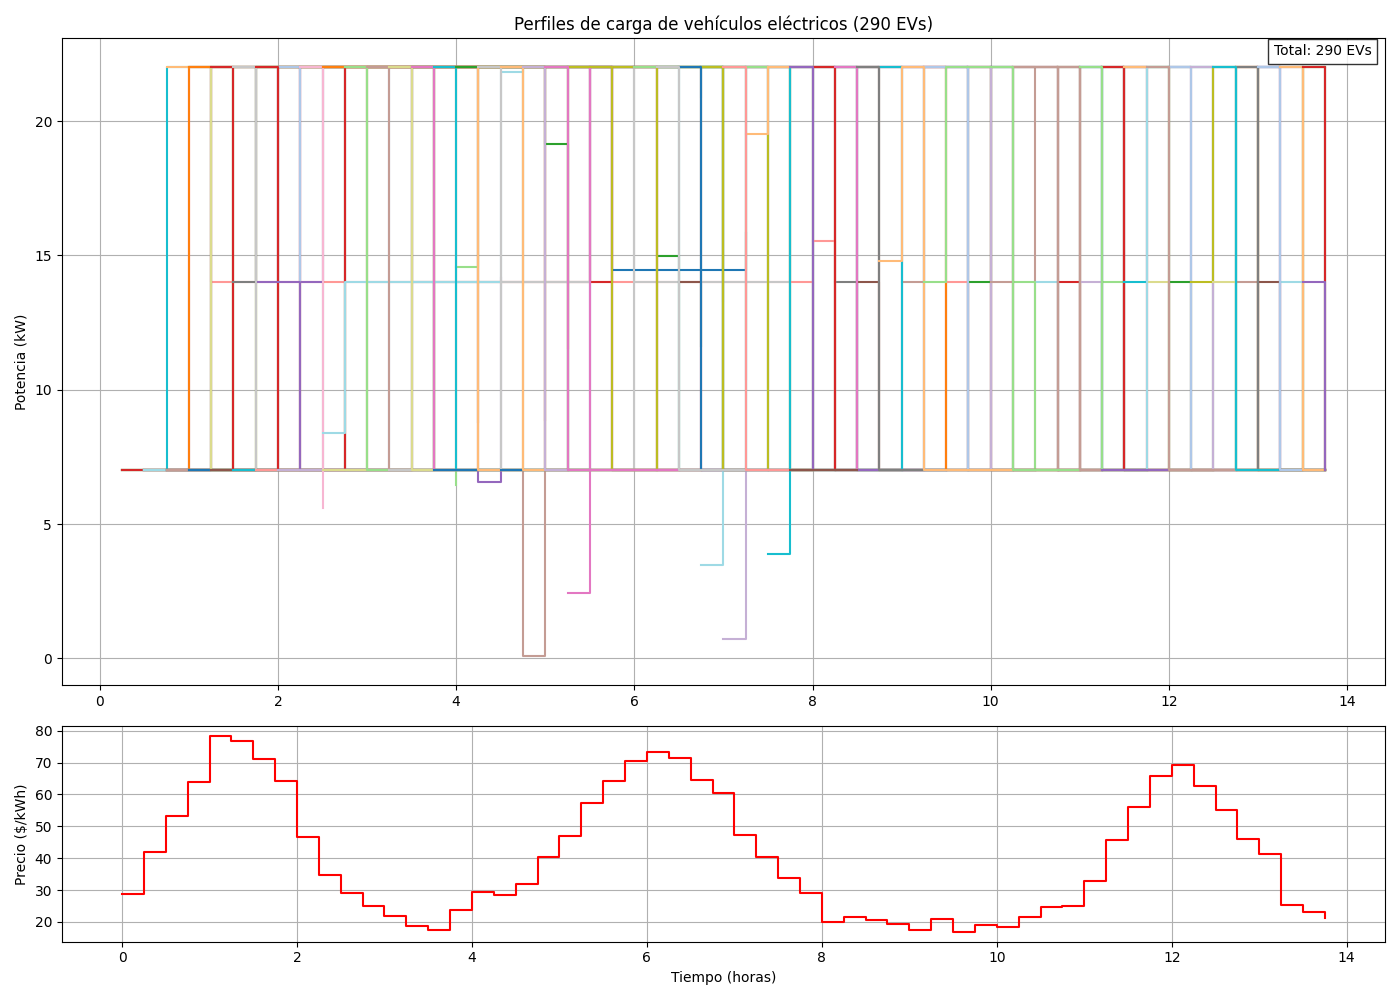 Perfiles de carga de vehículos eléctricos (290 EVs)
Total: 290 EVs
Potencia (kW)
20
15
10
5
0
0 2 4 6 8 10 12 14
Precio ($/kWh)
80
70
60
50
40
30
20
0 2 4 6 8 10 12 14
Tiempo (horas)